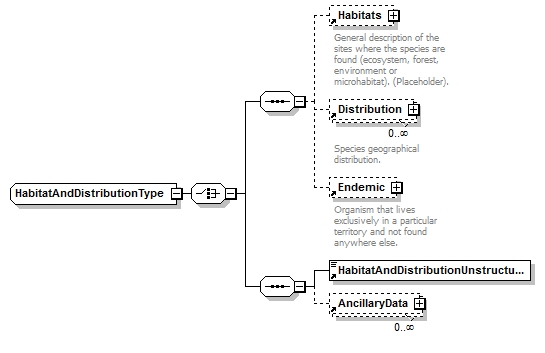 Habitats
General description of the
sites where the species are
found (ecosystem, forest,
environment or
microhabitat). (Placeholder).
Distribution
0..∞
Species geographical
distribution.
HabitatAndDistributionType
Endemic
Organism that lives
exclusively in a particular
territory and not found
anywhere else.
HabitatAndDistributionUnstructu...
AncillaryData
0..∞